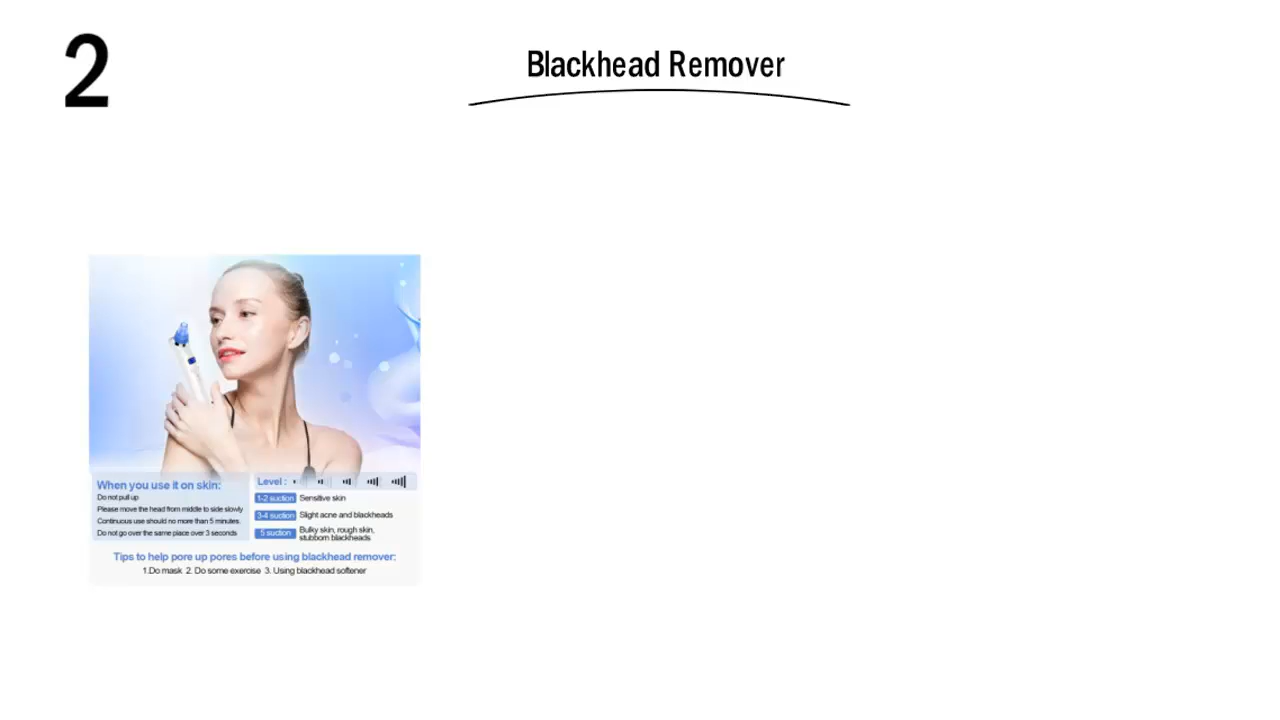 2
Blackhead Remover
When you use it on skin:
Do not pull up
Please move the head from middle to side slowly
Continuous use should no more than 5 minutes.
Do not go over the same place over 3 seconds
Level :
1-2 suction Sensitive skin
3-4 suction Slight acne and blackheads
5 suction Bulky skin, rough skin,
stubborn blackheads
Tips to help pore up pores before using blackhead remover:
1.Do mask 2. Do some exercise 3. Using blackhead softener